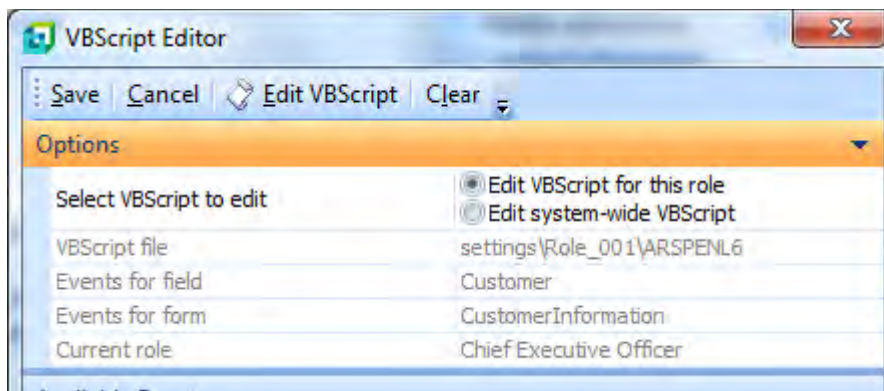 VBScript Editor
Save Cancel Edit VBScript Clear
Options
Select VBScript to edit
Edit VBScript for this role
Edit system-wide VBScript
VBScript file settings\Role_001\ARSPENL6
Events for field Customer
Events for form CustomerInformation
Current role Chief Executive Officer